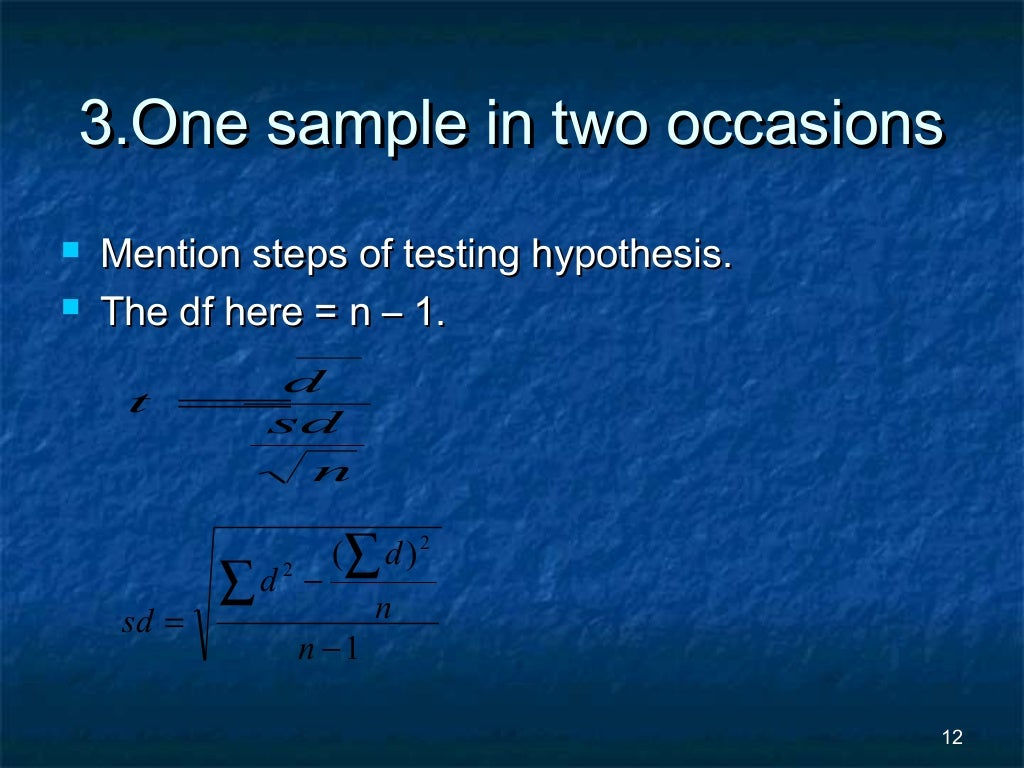 3.One sample in two occasions
Mention steps of testing hypothesis.
The df here = n – 1.
t = d̅ / (sd / √n)
sd = √((∑d² − (∑d)² / n) / (n − 1))
12